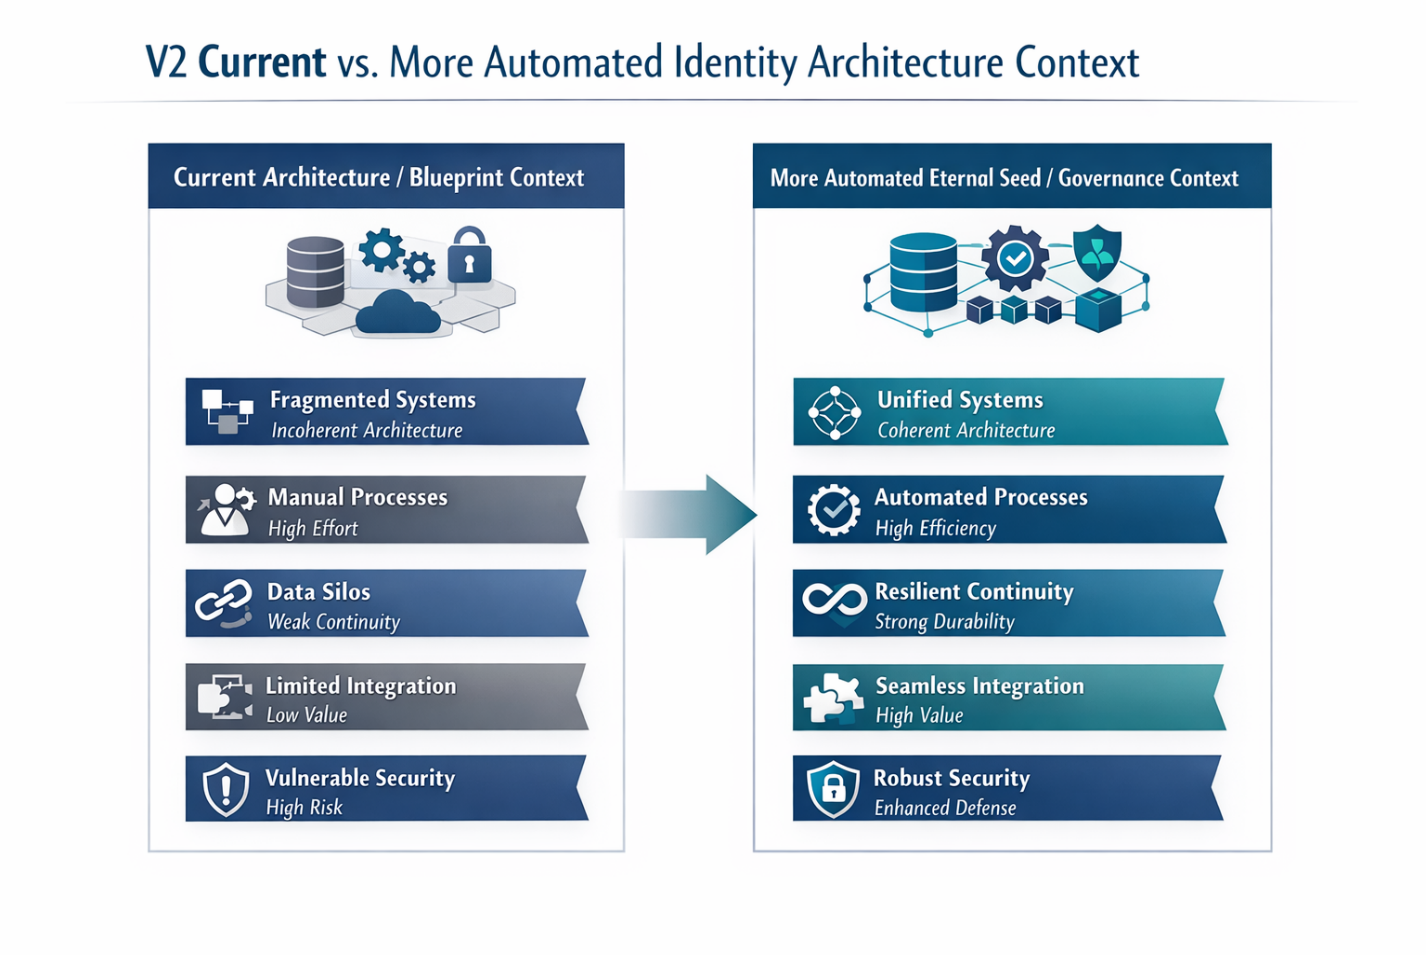 V2 Current vs. More Automated Identity Architecture Context
Current Architecture / Blueprint Context
Fragmented Systems
Incoherent Architecture
Manual Processes
High Effort
Data Silos
Weak Continuity
Limited Integration
Low Value
Vulnerable Security
High Risk
More Automated Eternal Seed / Governance Context
Unified Systems
Coherent Architecture
Automated Processes
High Efficiency
Resilient Continuity
Strong Durability
Seamless Integration
High Value
Robust Security
Enhanced Defense